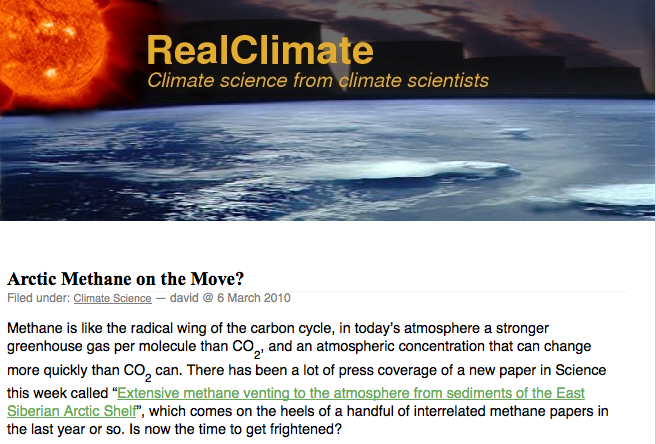 RealClimate
Climate science from climate scientists
Arctic Methane on the Move?
Filed under: Climate Science — david @ 6 March 2010
Methane is like the radical wing of the carbon cycle, in today’s atmosphere a stronger
greenhouse gas per molecule than CO2, and an atmospheric concentration that can change
more quickly than CO2 can. There has been a lot of press coverage of a new paper in Science
this week called “Extensive methane venting to the atmosphere from sediments of the East
Siberian Arctic Shelf”, which comes on the heels of a handful of interrelated methane papers in
the last year or so. Is now the time to get frightened?